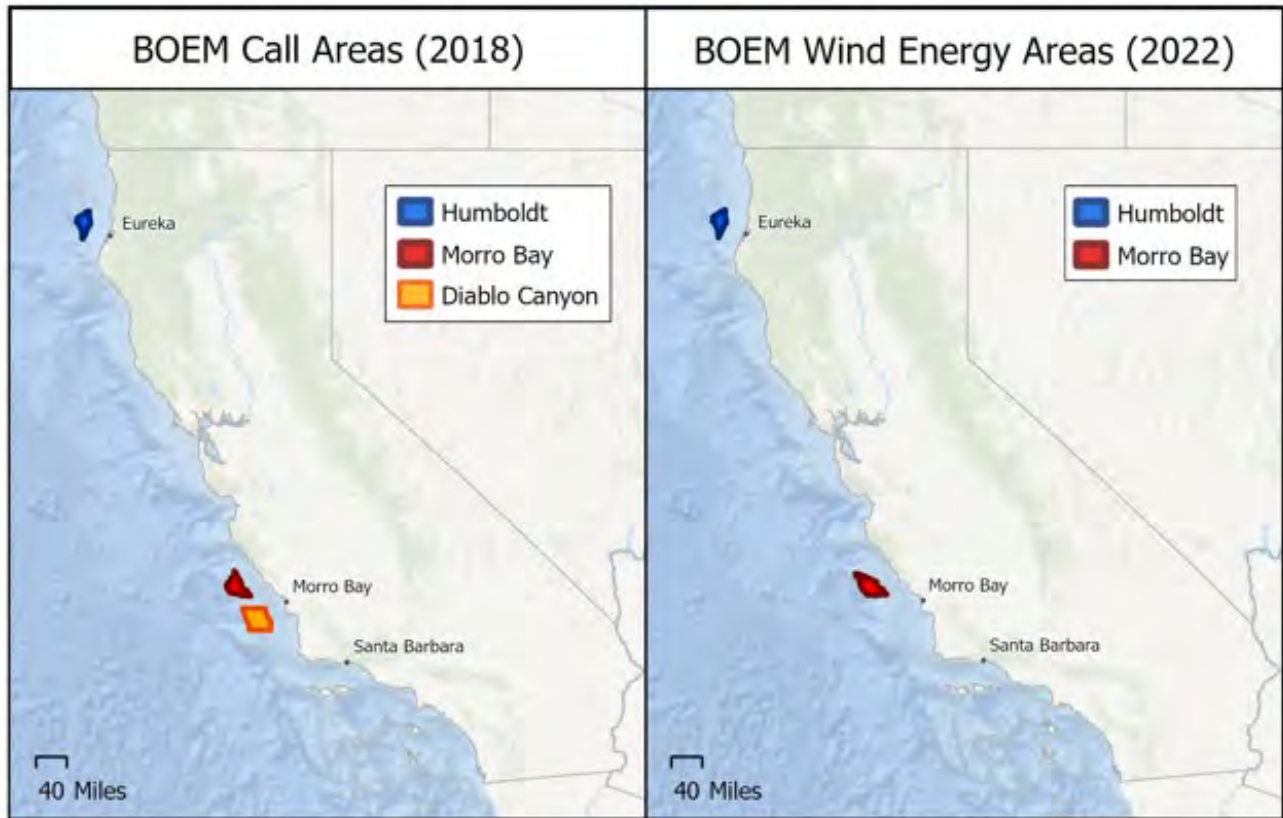 BOEM Call Areas (2018)
Eureka
Humboldt
Morro Bay
Diablo Canyon
Morro Bay
Santa Barbara
40 Miles
BOEM Wind Energy Areas (2022)
Eureka
Humboldt
Morro Bay
Morro Bay
Santa Barbara
40 Miles